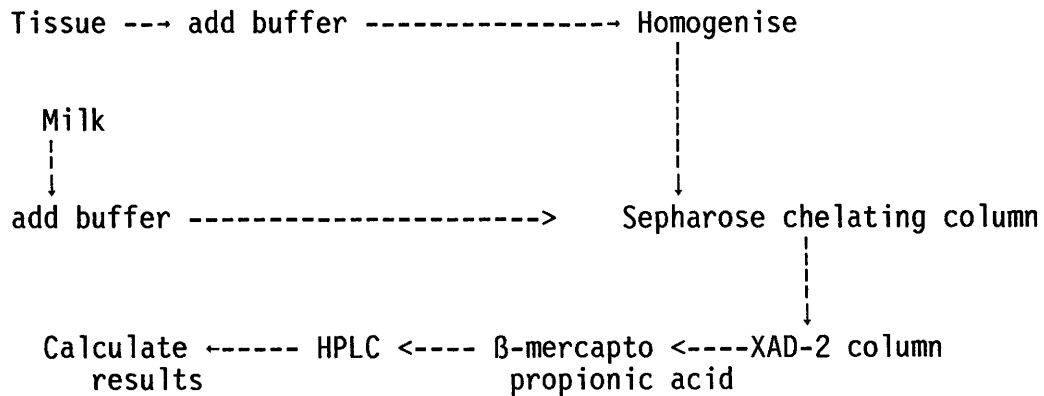 Tissue ---→ add buffer ----------------→ Homogenise
Milk
add buffer ----------------------> Sepharose chelating column
Calculate ←----- HPLC <---- ß-mercapto <----XAD-2 column
results propionic acid